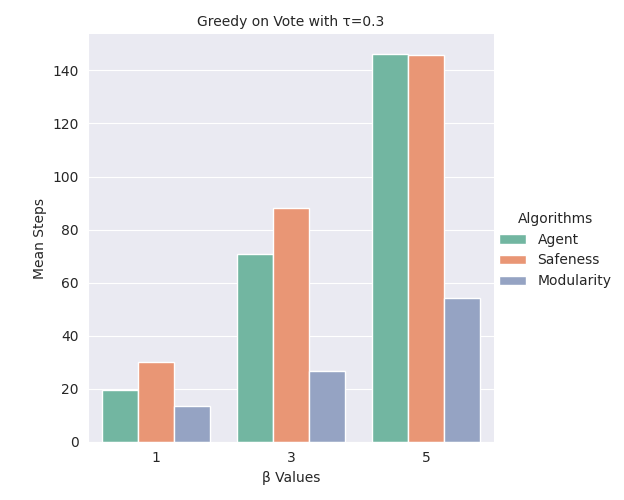 Greedy on Vote with τ=0.3
Mean Steps
140
120
100
80
60
40
20
0
1
3
5
β Values
Algorithms
Agent
Safeness
Modularity